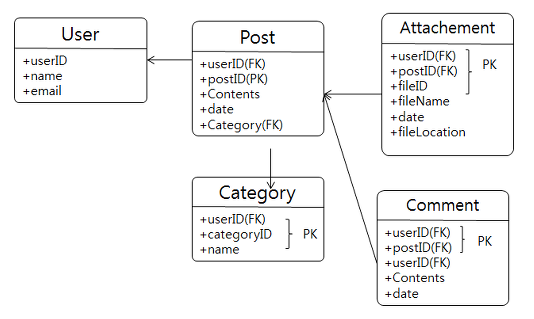 User
+userID
+name
+email
Post
+userID(FK)
+postID(PK)
+Contents
+date
+Category(FK)
Attachement
+userID(FK)
+postID(FK)
+fileID
+fileName
+date
+fileLocation
PK
Category
+userID(FK)
+categoryID
+name
PK
Comment
+userID(FK)
+postID(FK)
+userID(FK)
+Contents
+date
PK